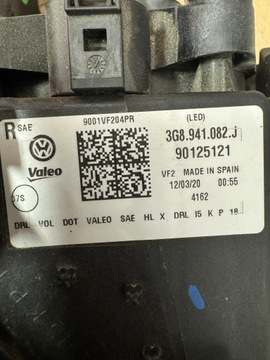 9001VF204PR
(LED)
R SAE
3G8.941.082.J
90125121
Valeo
VF2 MADE IN SPAIN
12/03/20 00:55
07S
4162
DRL VOL DOT VALEO SAE HL X DRL I5 K P 18